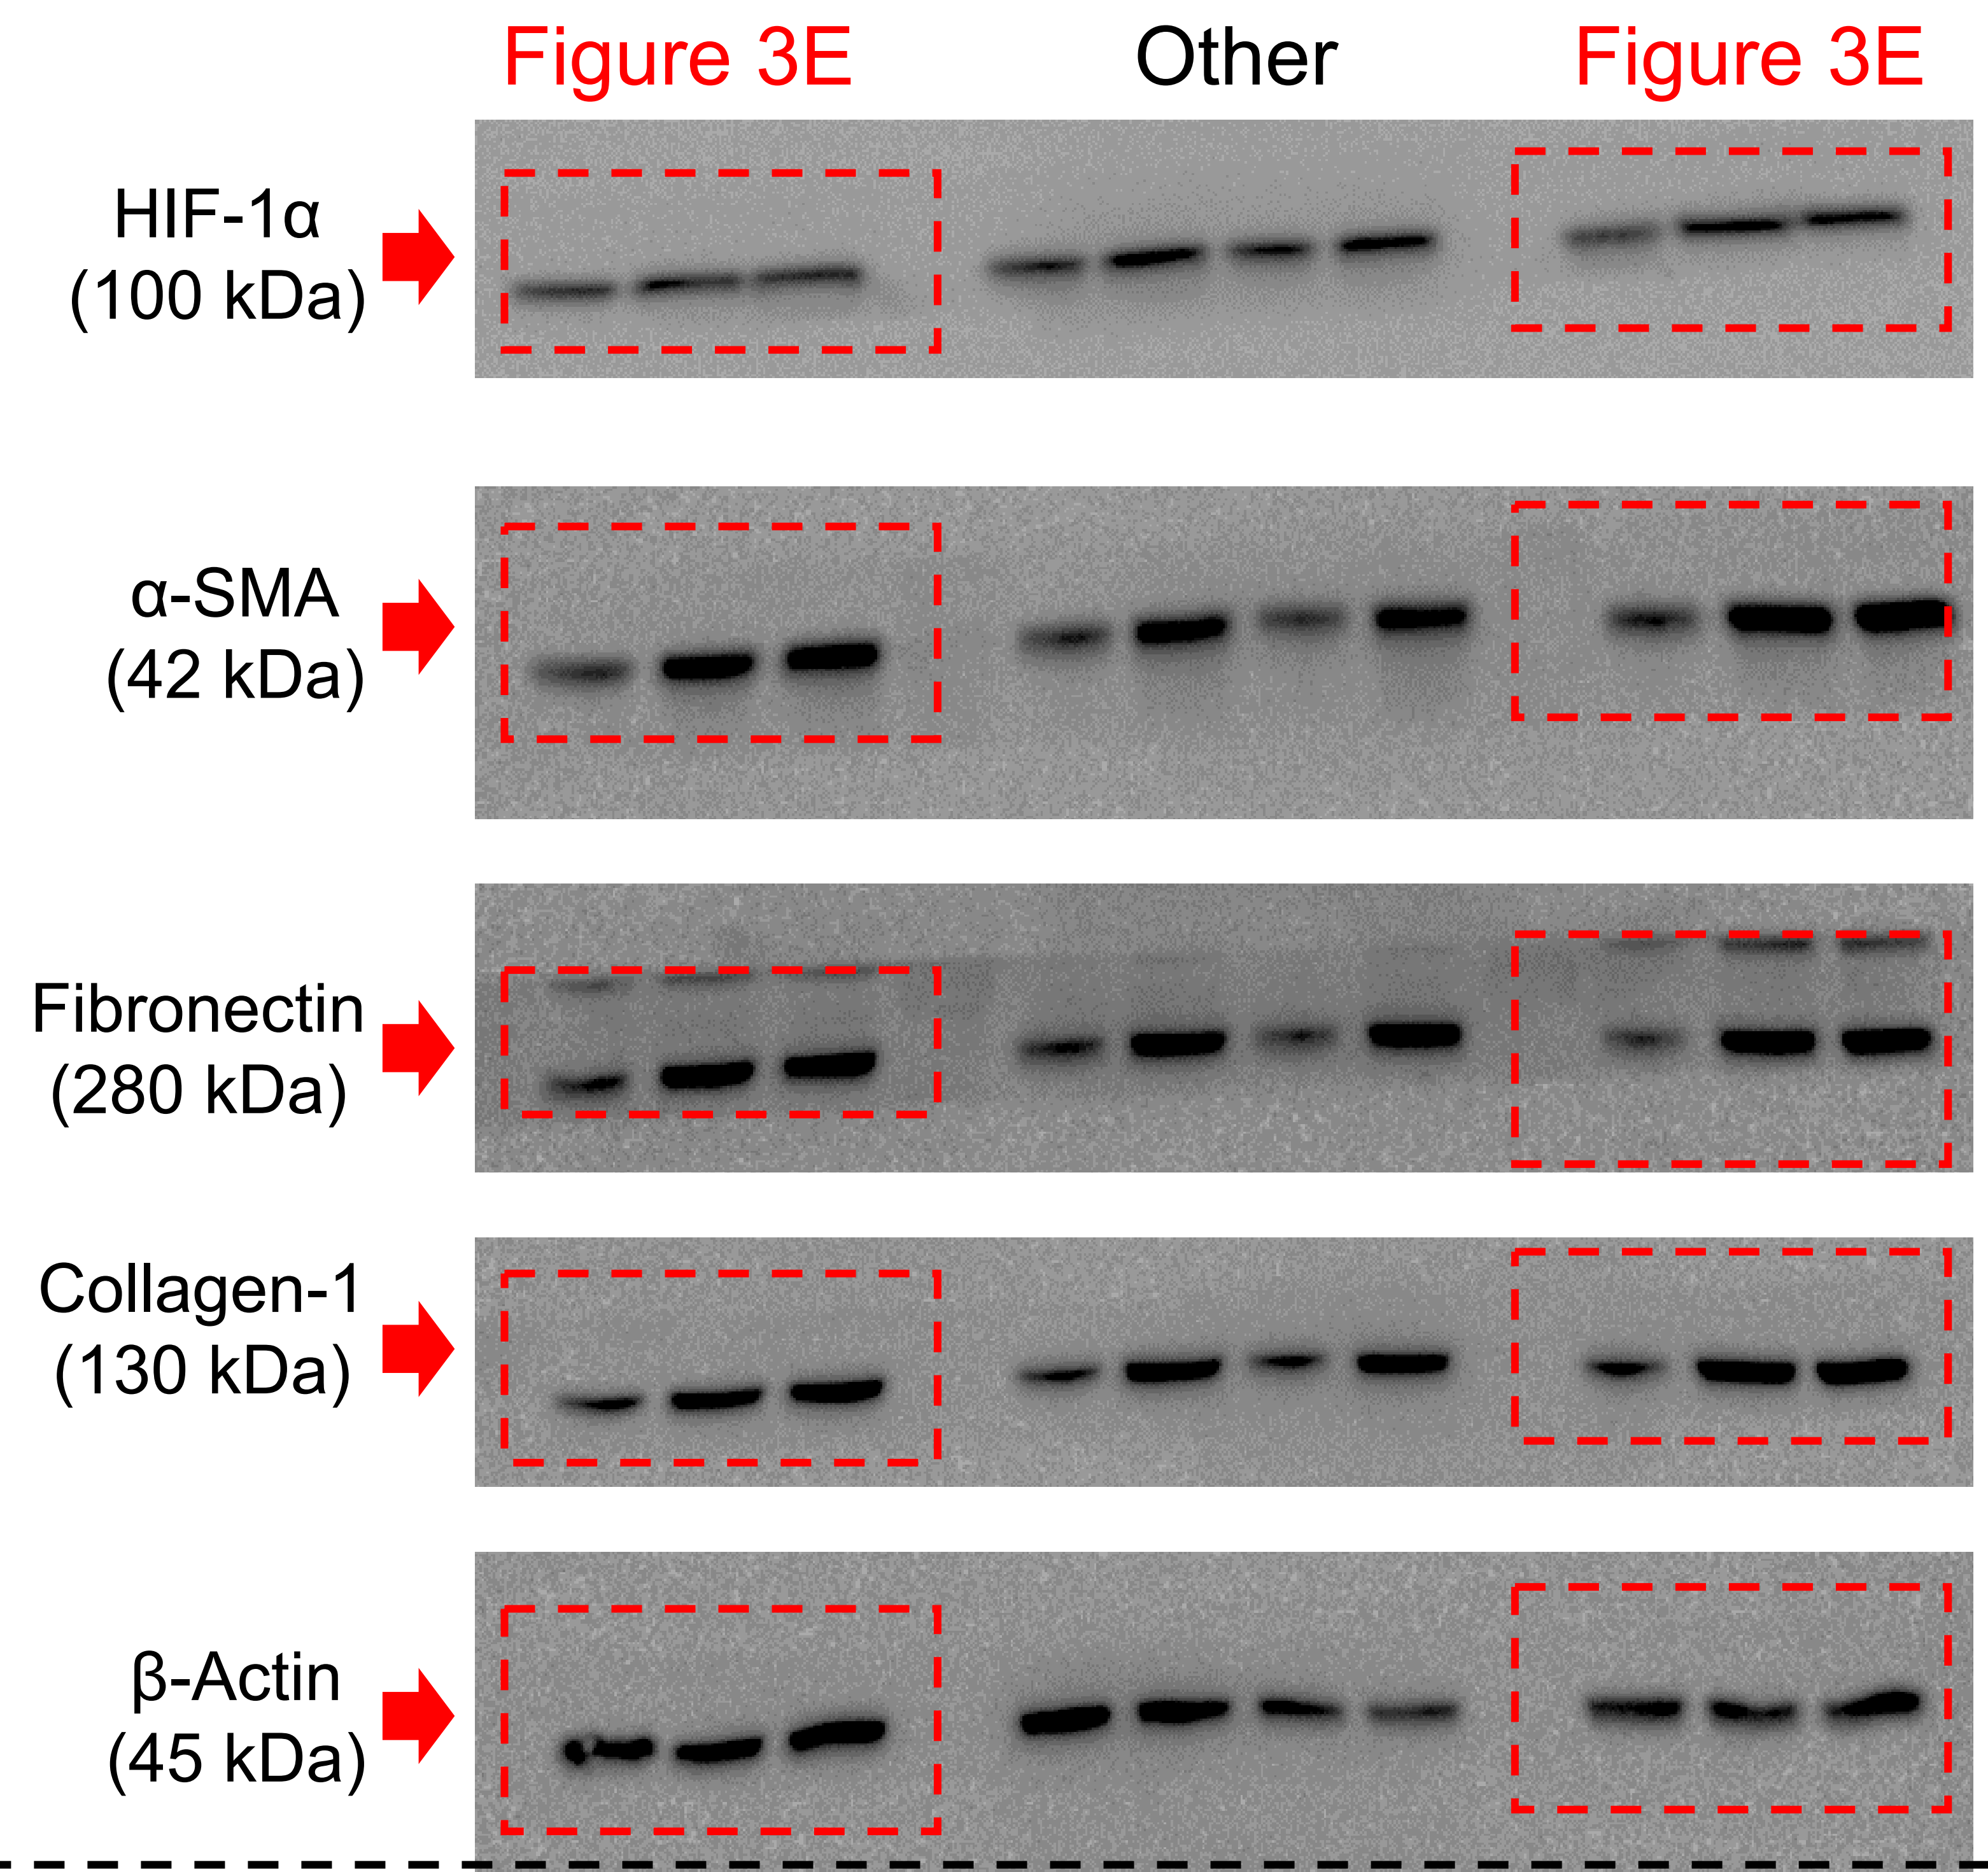 Figure 3E Other Figure 3E
HIF-1α
(100 kDa)
α-SMA
(42 kDa)
Fibronectin
(280 kDa)
Collagen-1
(130 kDa)
β-Actin
(45 kDa)